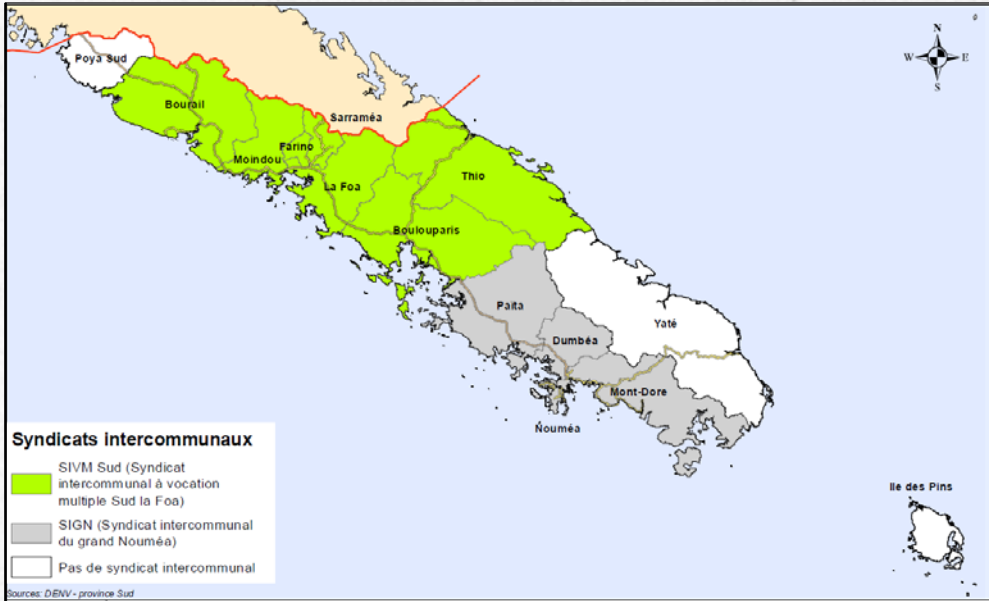 N
W E
S
Poya Sud
Bourail
Sarraméa
Farino
Moindou
La Foa
Thio
Boulouparis
Païta
Yaté
Dumbéa
Mont-Dore
Nouméa
Ile des Pins
Syndicats intercommunaux
SIVM Sud (Syndicat
intercommunal à vocation
multiple Sud la Foa)
SIGN (Syndicat intercommunal
du grand Nouméa)
Pas de syndicat intercommunal
Sources: DENV - province Sud